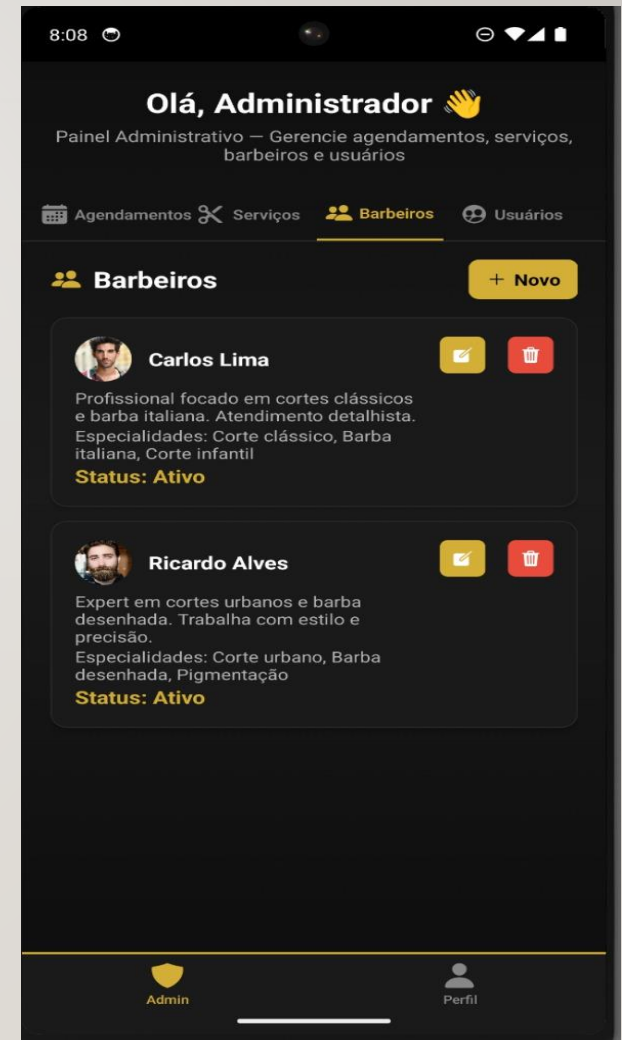 8:08
Olá, Administrador 👋
Painel Administrativo — Gerencie agendamentos, serviços,
barbeiros e usuários
Agendamentos Serviços Barbeiros Usuários
Barbeiros
+ Novo
Carlos Lima
Profissional focado em cortes clássicos
e barba italiana. Atendimento detalhista.
Especialidades: Corte clássico, Barba
italiana, Corte infantil
Status: Ativo
Ricardo Alves
Expert em cortes urbanos e barba
desenhada. Trabalha com estilo e
precisão.
Especialidades: Corte urbano, Barba
desenhada, Pigmentação
Status: Ativo
Admin Perfil